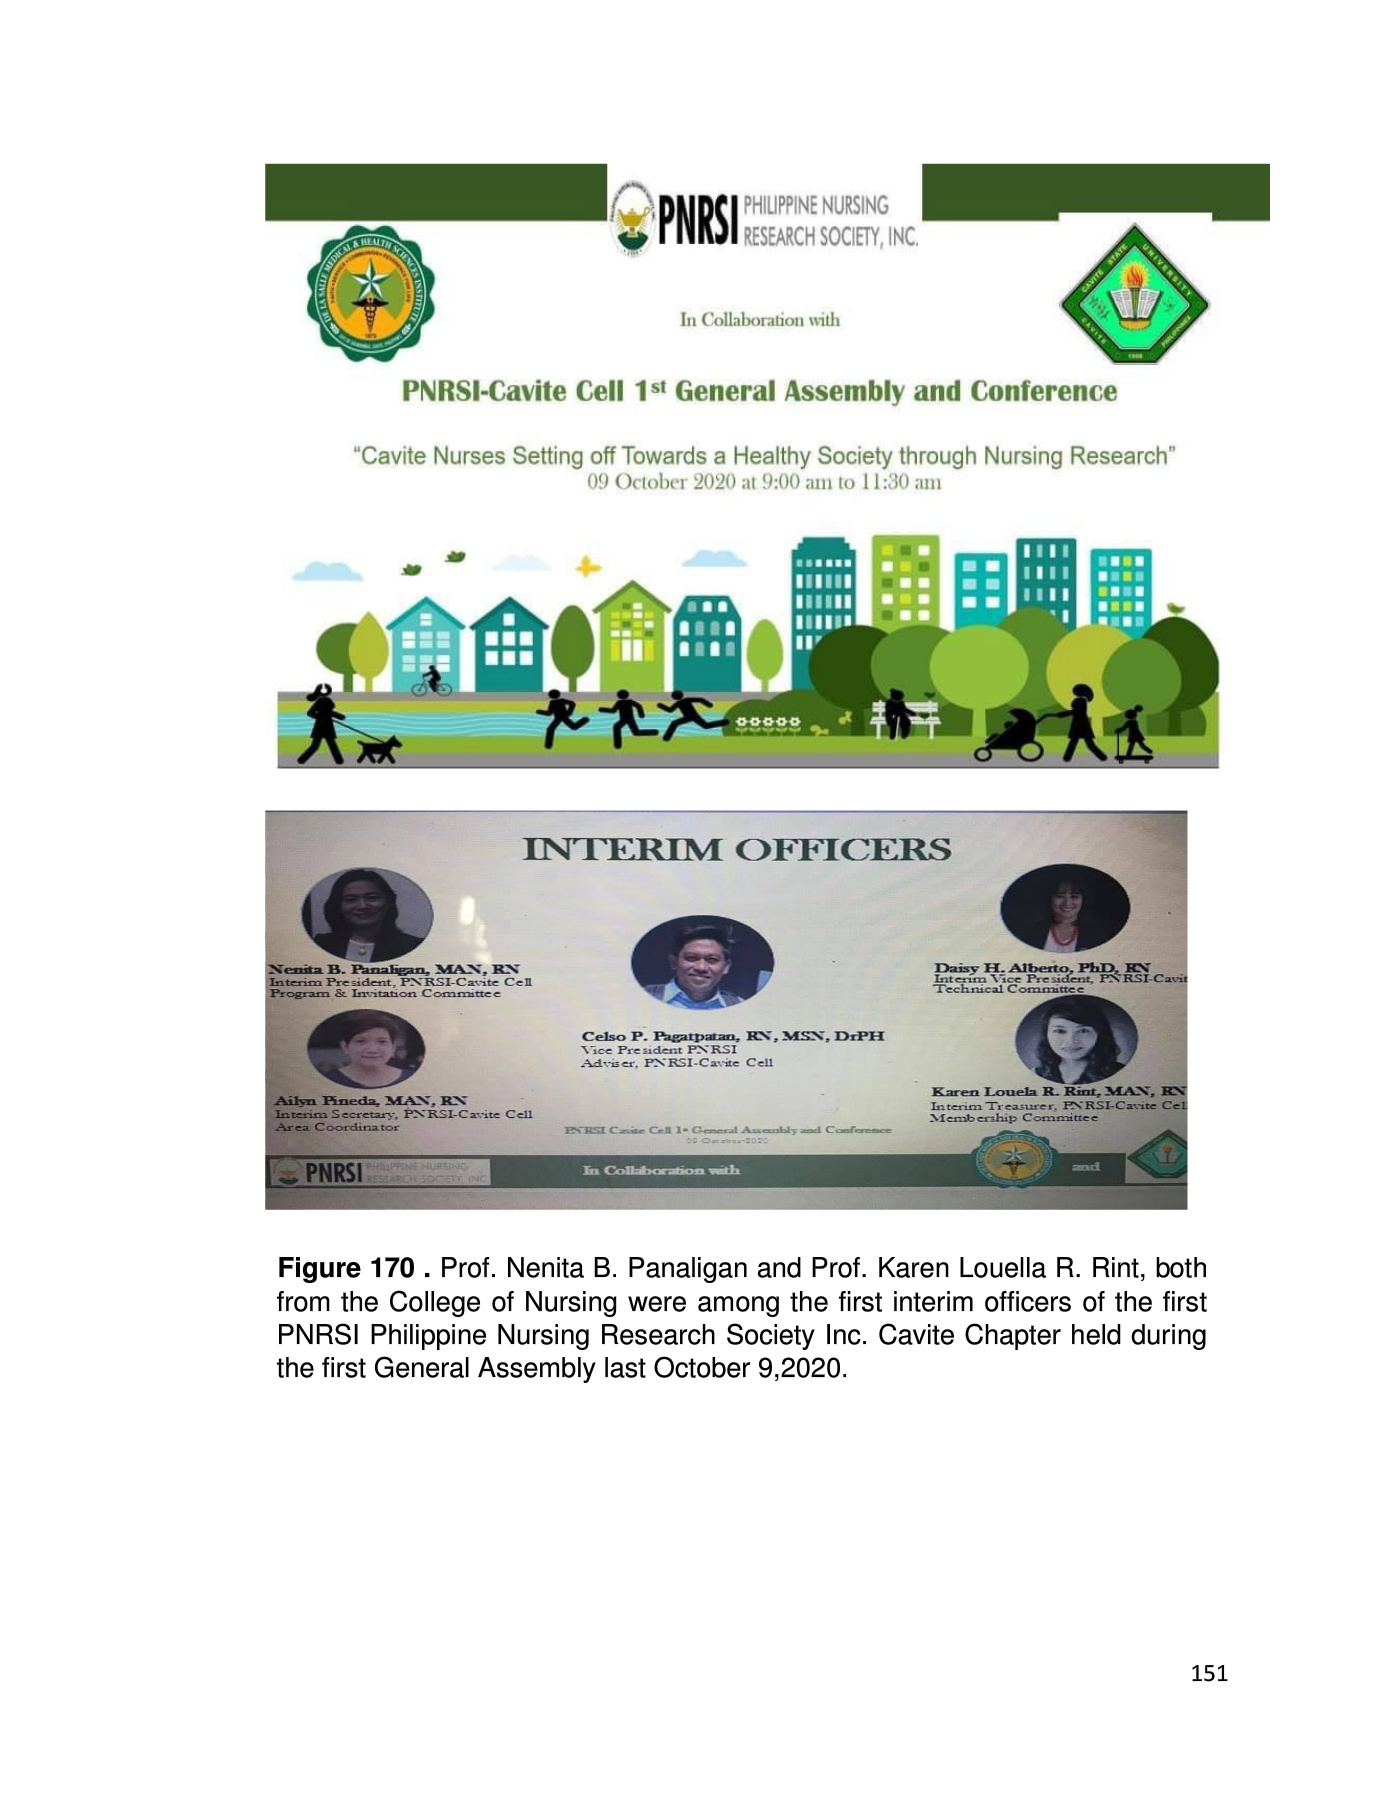 PNRSI PHILIPPINE NURSING
RESEARCH SOCIETY, INC.
DE LA SALLE MEDICAL & HEALTH SCIENCES INSTITUTE
CAVITE STATE UNIVERSITY
CAVITE PHILIPPINES
1906
In Collaboration with
PNRSI-Cavite Cell 1st General Assembly and Conference
“Cavite Nurses Setting off Towards a Healthy Society through Nursing Research”
09 October 2020 at 9:00 am to 11:30 am
INTERIM OFFICERS
Nenita B. Panaligan, MAN, RN
Interim President, PNRSI-Cavite Cell
Program & Invitation Committee
Daisy H. Alberto, PhD, RN
Interim Vice President, PNRSI-Cavit
Technical Committee
Celso P. Pagatpatan, RN, MSN, DrPH
Vice President PNRSI
Adviser, PNRSI-Cavite Cell
Ailyn Pineda, MAN, RN
Interim Secretary, PNRSI-Cavite Cell
Area Coordinator
Karen Louela R. Rint, MAN, RN
Interim Treasurer, PNRSI-Cavite Cel
Membership Committee
PNRSI Cavite Cell 1st General Assembly and Conference
09 October 2020
PNRSI PHILIPPINE NURSING
RESEARCH SOCIETY, INC
In Collaboration with
and
Figure 170 . Prof. Nenita B. Panaligan and Prof. Karen Louella R. Rint, both
from the College of Nursing were among the first interim officers of the first
PNRSI Philippine Nursing Research Society Inc. Cavite Chapter held during
the first General Assembly last October 9,2020.
151